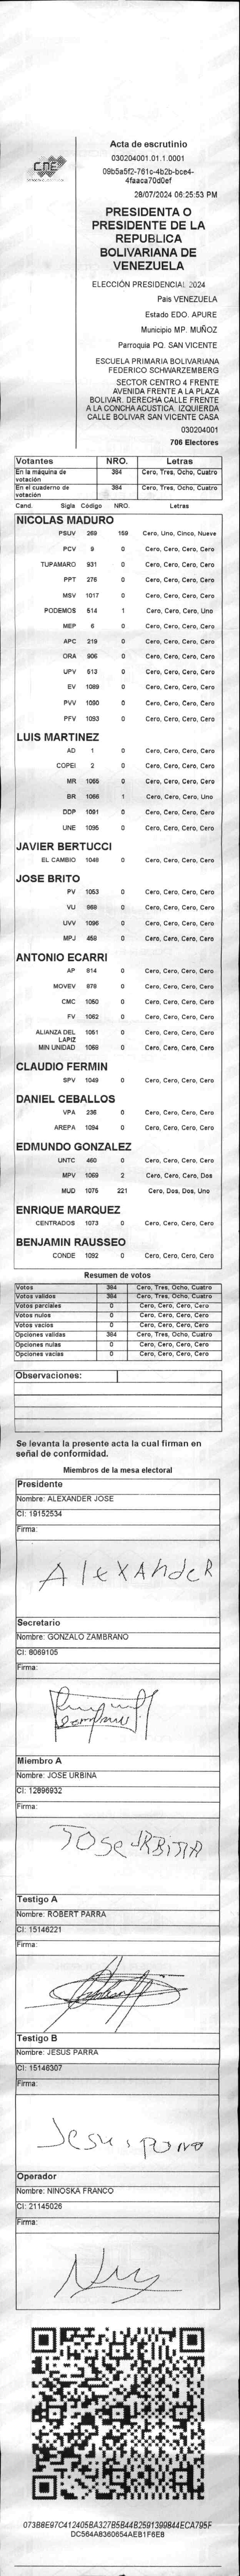 CNE
Acta de escrutinio
030204001.01.1.0001
09b5a5f2-761c-4b2b-bce4-
4faaca70d0ef
28/07/2024 06:25:53 PM
PRESIDENTA O
PRESIDENTE DE LA
REPUBLICA
BOLIVARIANA DE
VENEZUELA
ELECCIÓN PRESIDENCIAL 2024
Pais VENEZUELA
Estado EDO. APURE
Municipio MP. MUÑOZ
Parroquia PQ. SAN VICENTE
ESCUELA PRIMARIA BOLIVARIANA
FEDERICO SCHWARZEMBERG
SECTOR CENTRO 4 FRENTE
AVENIDA FRENTE A LA PLAZA
BOLIVAR. DERECHA CALLE FRENTE
A LA CONCHA ACUSTICA. IZQUIERDA
CALLE BOLIVAR SAN VICENTE CASA
030204001
706 Electores
Votantes NRO. Letras
En la máquina de votación 384 Cero, Tres, Ocho, Cuatro
En el cuaderno de votación 384 Cero, Tres, Ocho, Cuatro
Cand. Sigla Código NRO. Letras
NICOLAS MADURO
PSUV 269 159 Cero, Uno, Cinco, Nueve
PCV 9 0 Cero, Cero, Cero, Cero
TUPAMARO 931 0 Cero, Cero, Cero, Cero
PPT 276 0 Cero, Cero, Cero, Cero
MSV 1017 0 Cero, Cero, Cero, Cero
PODEMOS 514 1 Cero, Cero, Cero, Uno
MEP 6 0 Cero, Cero, Cero, Cero
APC 219 0 Cero, Cero, Cero, Cero
ORA 906 0 Cero, Cero, Cero, Cero
UPV 513 0 Cero, Cero, Cero, Cero
EV 1089 0 Cero, Cero, Cero, Cero
PVV 1090 0 Cero, Cero, Cero, Cero
PFV 1093 0 Cero, Cero, Cero, Cero
LUIS MARTINEZ
AD 1 0 Cero, Cero, Cero, Cero
COPEI 2 0 Cero, Cero, Cero, Cero
MR 1065 0 Cero, Cero, Cero, Cero
BR 1066 1 Cero, Cero, Cero, Uno
DDP 1091 0 Cero, Cero, Cero, Cero
UNE 1095 0 Cero, Cero, Cero, Cero
JAVIER BERTUCCI
EL CAMBIO 1048 0 Cero, Cero, Cero, Cero
JOSE BRITO
PV 1053 0 Cero, Cero, Cero, Cero
VU 989 0 Cero, Cero, Cero, Cero
UVV 1096 0 Cero, Cero, Cero, Cero
MPJ 459 0 Cero, Cero, Cero, Cero
ANTONIO ECARRI
AP 814 0 Cero, Cero, Cero, Cero
MOVEV 879 0 Cero, Cero, Cero, Cero
CMC 1050 0 Cero, Cero, Cero, Cero
FV 1062 0 Cero, Cero, Cero, Cero
ALIANZA DEL LAPIZ 1051 0 Cero, Cero, Cero, Cero
MIN UNIDAD 1068 0 Cero, Cero, Cero, Cero
CLAUDIO FERMIN
SPV 1049 0 Cero, Cero, Cero, Cero
DANIEL CEBALLOS
VPA 236 0 Cero, Cero, Cero, Cero
AREPA 1094 0 Cero, Cero, Cero, Cero
EDMUNDO GONZALEZ
UNTC 460 0 Cero, Cero, Cero, Cero
MPV 1069 2 Cero, Cero, Cero, Dos
MUD 1075 221 Cero, Dos, Dos, Uno
ENRIQUE MARQUEZ
CENTRADOS 1073 0 Cero, Cero, Cero, Cero
BENJAMIN RAUSSEO
CONDE 1092 0 Cero, Cero, Cero, Cero
Resumen de votos
Votos 384 Cero, Tres, Ocho, Cuatro
Votos validos 384 Cero, Tres, Ocho, Cuatro
Votos parciales 0 Cero, Cero, Cero, Cero
Votos nulos 0 Cero, Cero, Cero, Cero
Votos vacios 0 Cero, Cero, Cero, Cero
Opciones validas 384 Cero, Tres, Ocho, Cuatro
Opciones nulas 0 Cero, Cero, Cero, Cero
Opciones vacias 0 Cero, Cero, Cero, Cero
Observaciones:
Se levanta la presente acta la cual firman en
señal de conformidad.
Miembros de la mesa electoral
Presidente
Nombre: ALEXANDER JOSE
CI: 19152534
Firma:
AlexAndeR
Secretario
Nombre: GONZALO ZAMBRANO
CI: 8069105
Firma:
Miembro A
Nombre: JOSE URBINA
CI: 12896932
Firma:
JOSe URBINA
Testigo A
Nombre: ROBERT PARRA
CI: 15146221
Firma:
Testigo B
Nombre: JESUS PARRA
CI: 15146307
Firma:
Operador
Nombre: NINOSKA FRANCO
CI: 21145026
Firma:
073B8E97C412405BA327B5B44B2591399844ECA795F
DC564A8360654AEB1F6E8